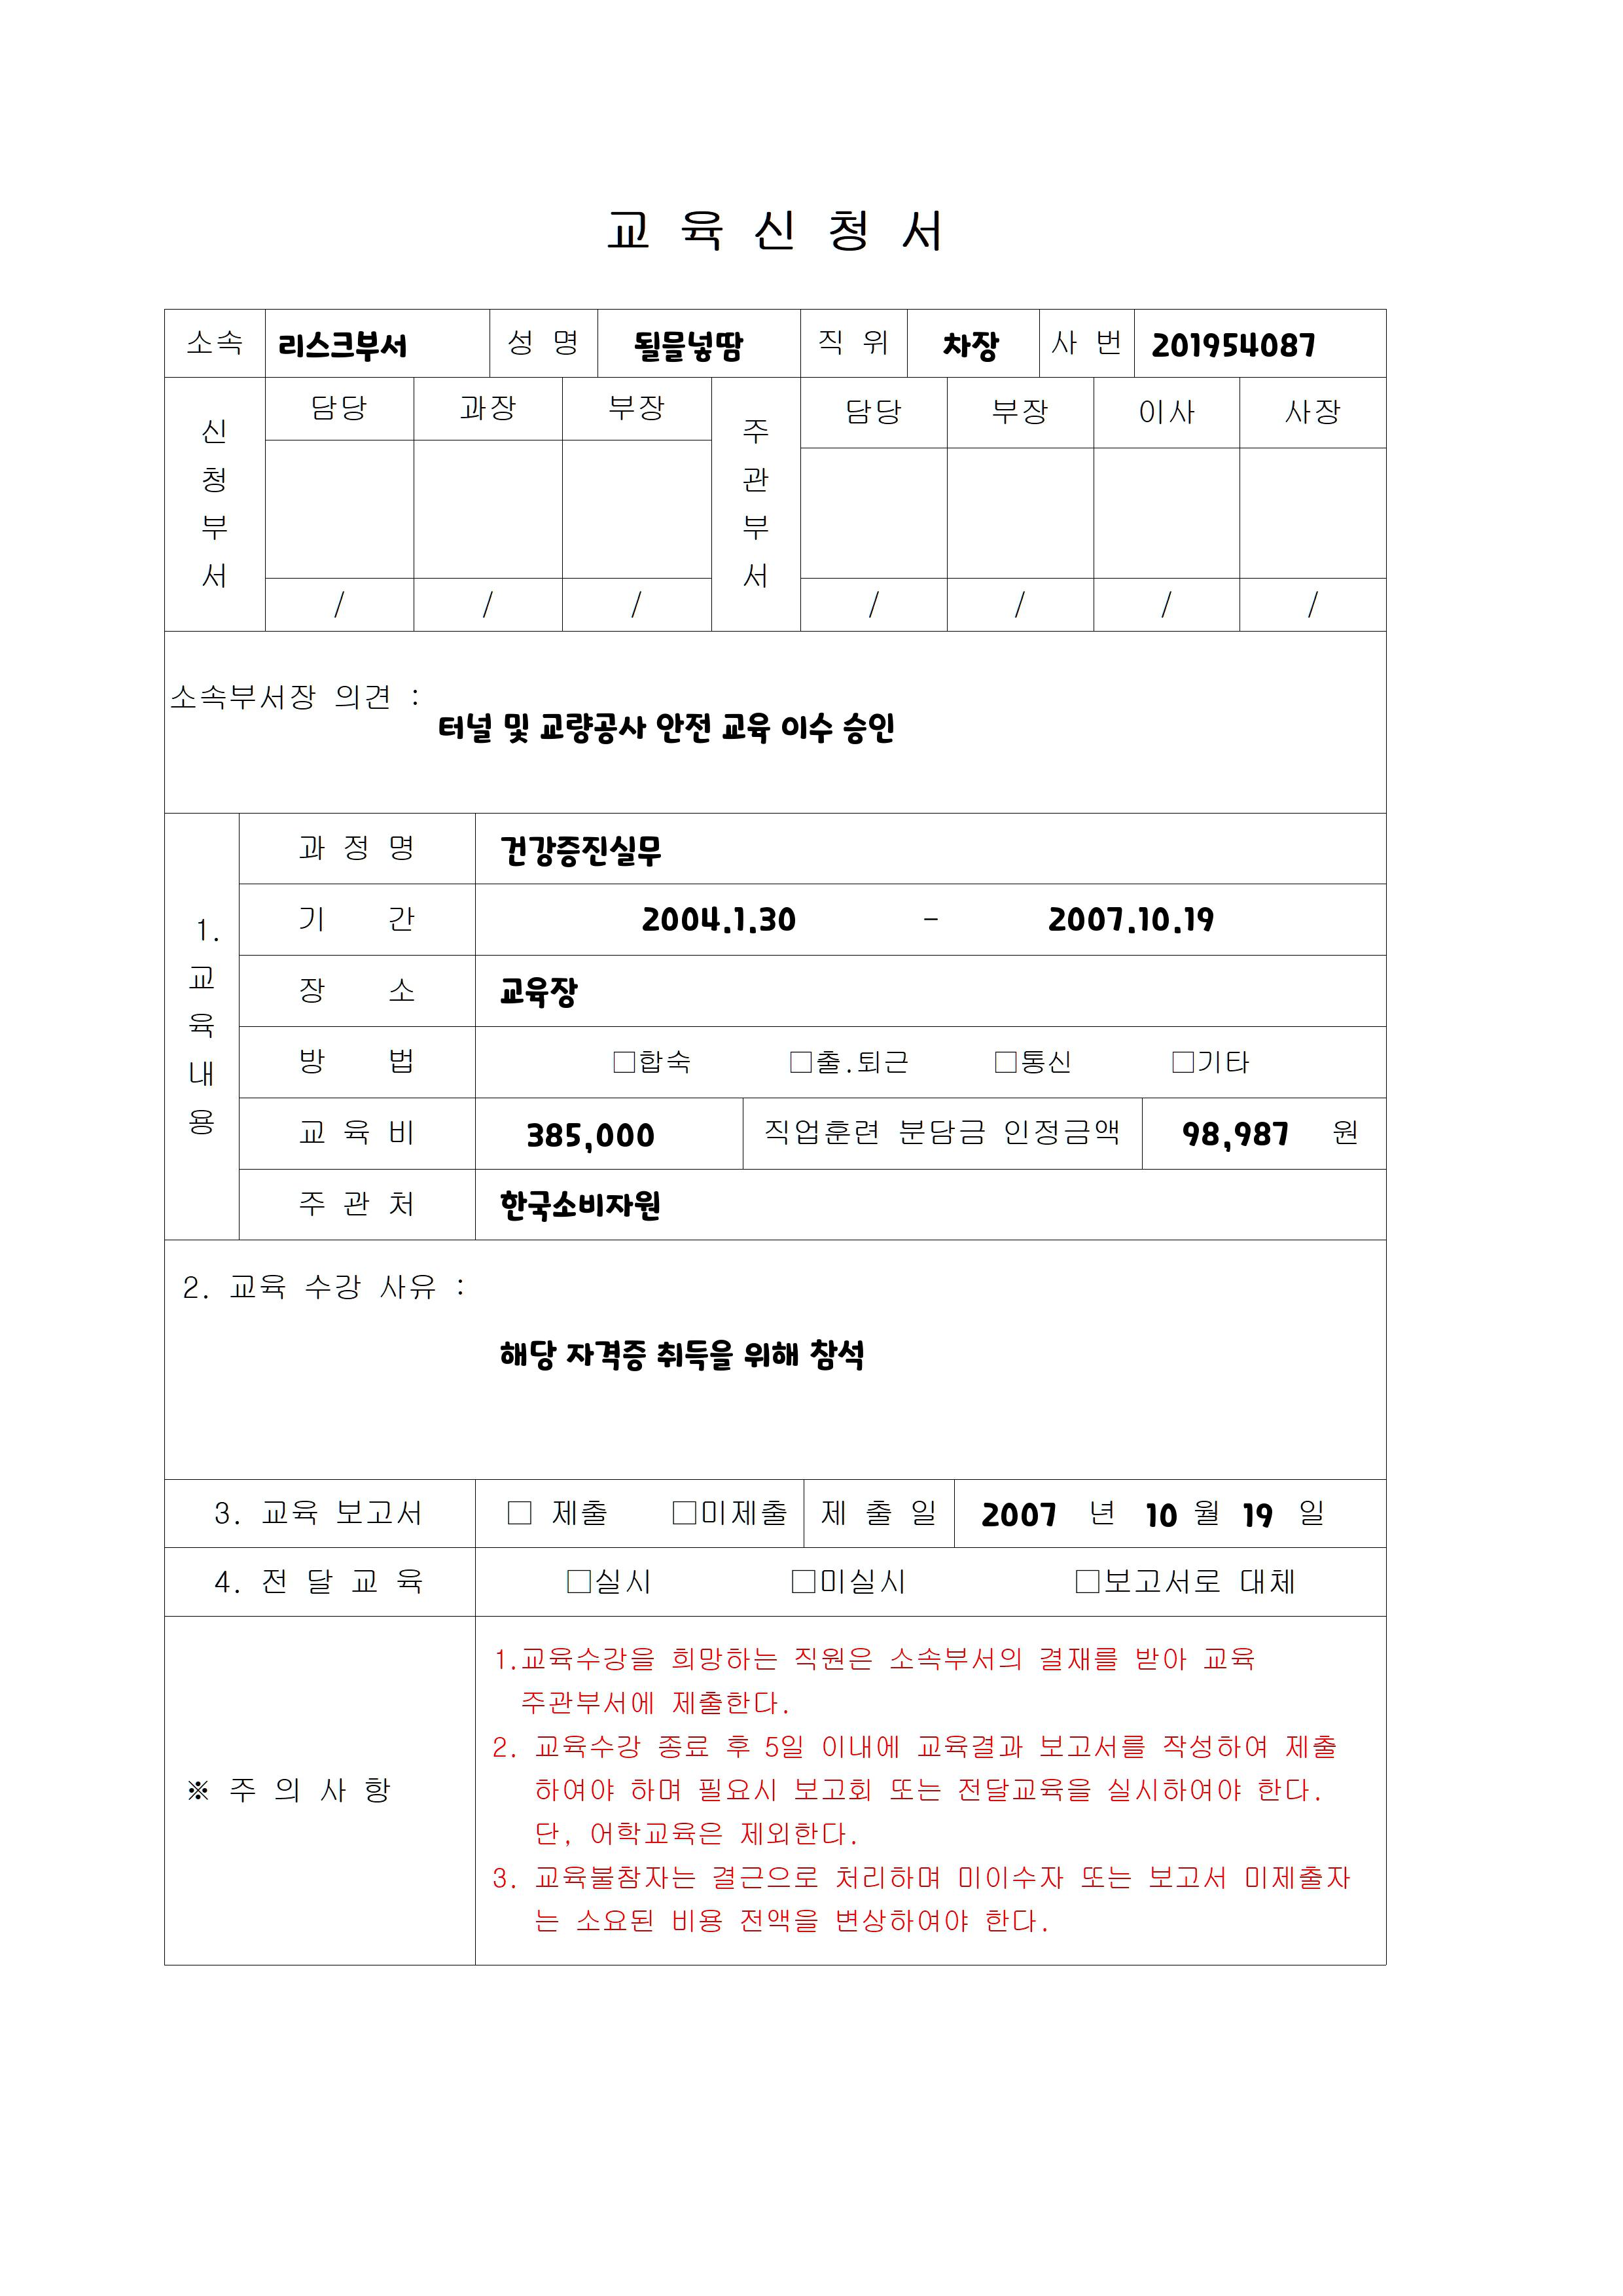 교 육 신 청 서
소속 리스크부서 성 명 될믈넣땀 직 위 차장 사 번 201954087
신청부서 담당 과장 부장 주관부서 담당 부장 이사 사장
/ / / / / / /
소속부서장 의견 :
터널 및 교량공사 안전 교육 이수 승인
1. 교육내용
과 정 명 건강증진실무
기 간 2004.1.30 - 2007.10.19
장 소 교육장
방 법 □합숙 □출.퇴근 □통신 □기타
교 육 비 385,000 직업훈련 분담금 인정금액 98,987 원
주 관 처 한국소비자원
2. 교육 수강 사유 :
해당 자격증 취득을 위해 참석
3. 교육 보고서 □ 제출 □미제출 제 출 일 2007 년 10 월 19 일
4. 전 달 교 육 □실시 □미실시 □보고서로 대체
※ 주 의 사 항
1.교육수강을 희망하는 직원은 소속부서의 결재를 받아 교육
주관부서에 제출한다.
2. 교육수강 종료 후 5일 이내에 교육결과 보고서를 작성하여 제출
하여야 하며 필요시 보고회 또는 전달교육을 실시하여야 한다.
단, 어학교육은 제외한다.
3. 교육불참자는 결근으로 처리하며 미이수자 또는 보고서 미제출자
는 소요된 비용 전액을 변상하여야 한다.